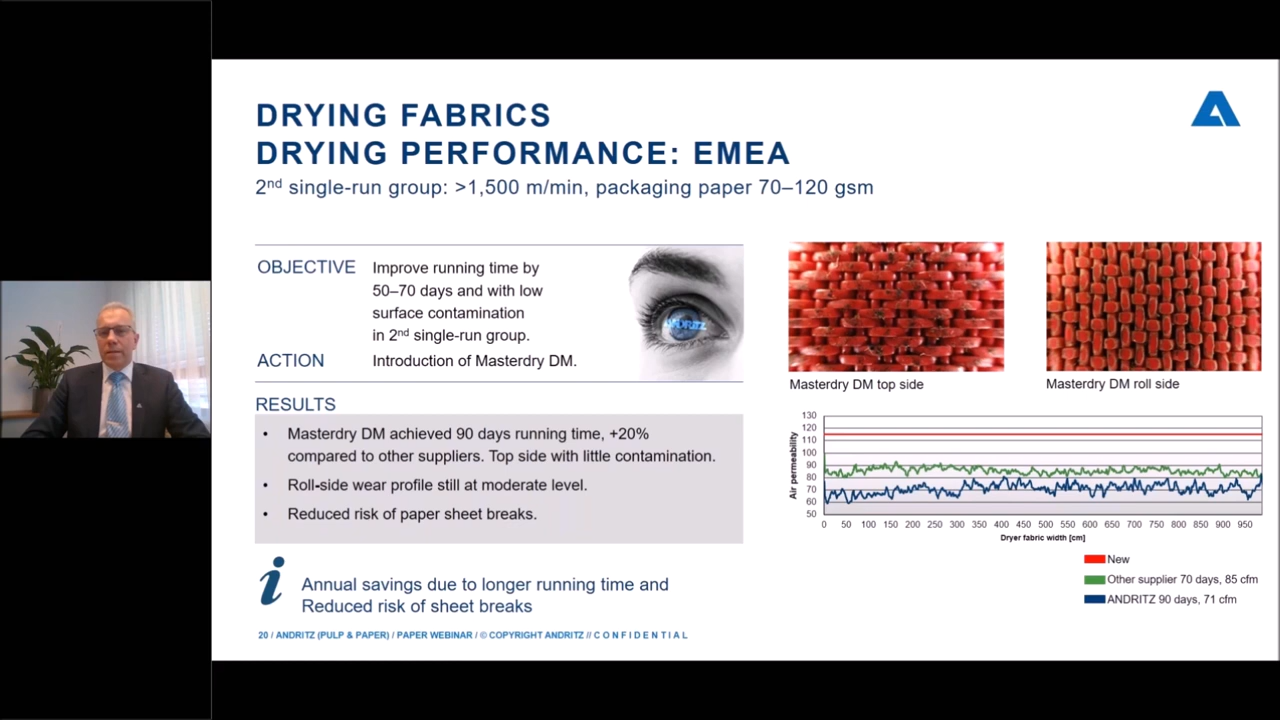 DRYING FABRICS
DRYING PERFORMANCE: EMEA
2nd single-run group: >1,500 m/min, packaging paper 70–120 gsm
OBJECTIVE
Improve running time by
50–70 days and with low
surface contamination
in 2nd single-run group.
ACTION
Introduction of Masterdry DM.
ANDRITZ
RESULTS
• Masterdry DM achieved 90 days running time, +20%
compared to other suppliers. Top side with little contamination.
• Roll-side wear profile still at moderate level.
• Reduced risk of paper sheet breaks.
i
Annual savings due to longer running time and
Reduced risk of sheet breaks
20 / ANDRITZ (PULP & PAPER) / PAPER WEBINAR / © COPYRIGHT ANDRITZ // CONFIDENTIAL
Masterdry DM top side
Masterdry DM roll side
Air permeability
130
120
110
100
90
80
70
60
50
0 50 100 150 200 250 300 350 400 450 500 550 600 650 700 750 800 850 900 950
Dryer fabric width [cm]
New
Other supplier 70 days, 85 cfm
ANDRITZ 90 days, 71 cfm